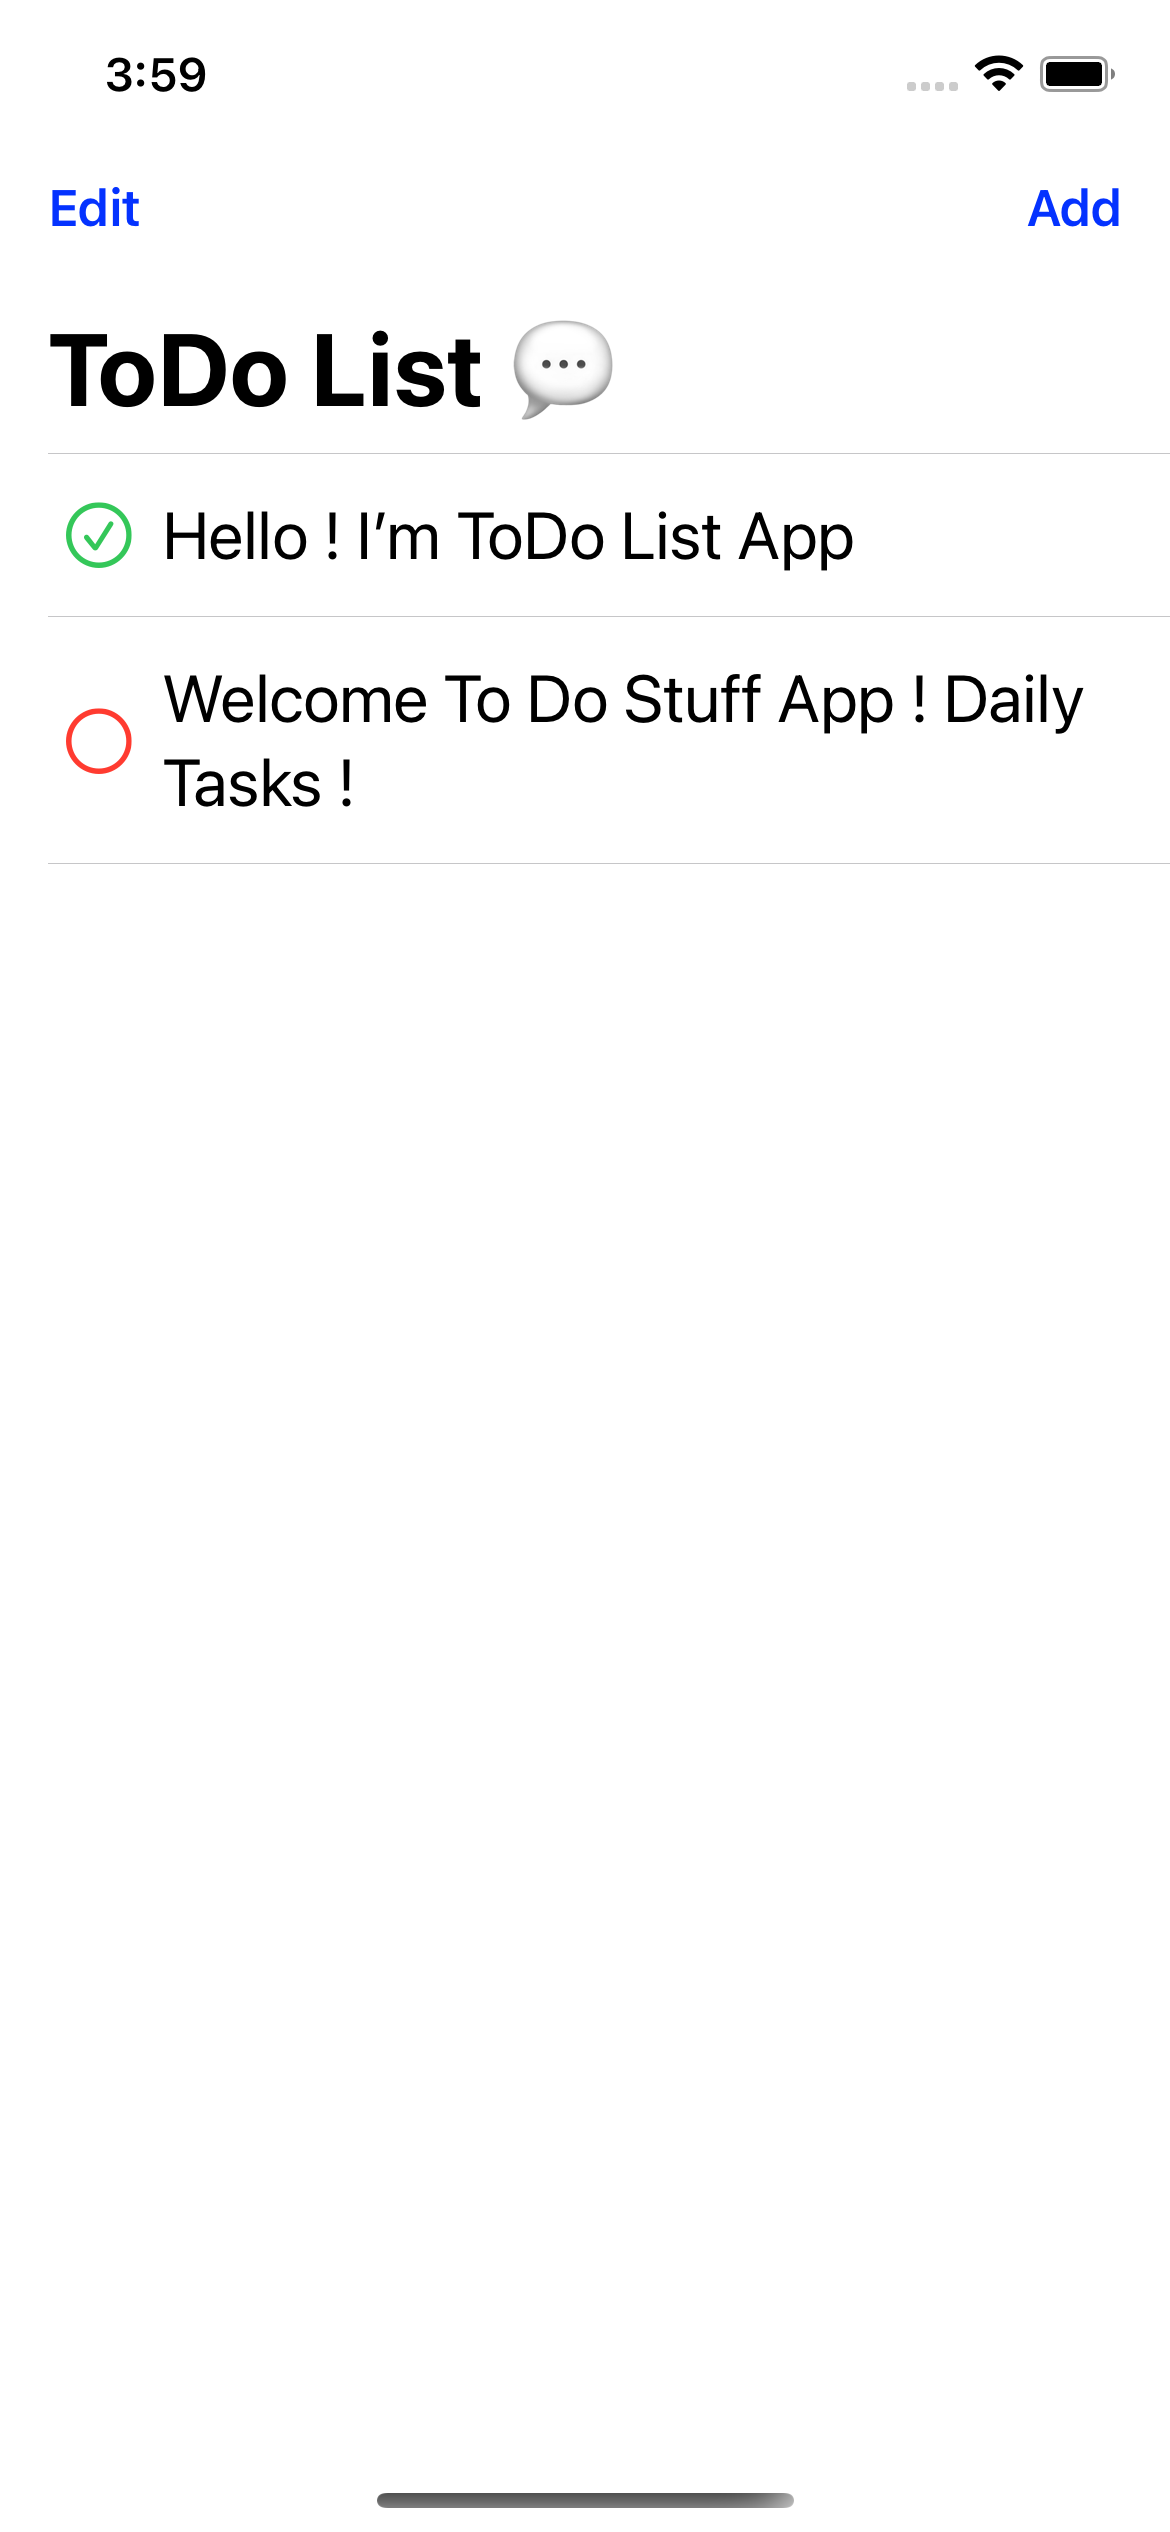 3:59
Edit
Add
ToDo List 💬
Hello ! I’m ToDo List App
Welcome To Do Stuff App ! Daily
Tasks !